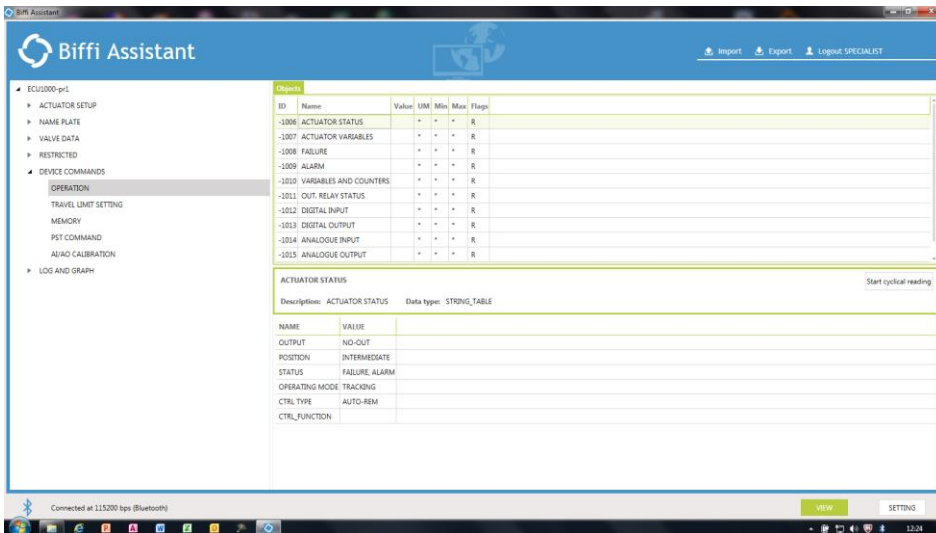 Biffi Assistant
Biffi Assistant
Import Export Logout SPECIALIST
ECU1000-pr1
ACTUATOR SETUP
NAME PLATE
VALVE DATA
RESTRICTED
DEVICE COMMANDS
OPERATION
TRAVEL LIMIT SETTING
MEMORY
PST COMMAND
AI/AO CALIBRATION
LOG AND GRAPH
Objects
ID Name Value UM Min Max Flags
-1006 ACTUATOR STATUS * * * R
-1007 ACTUATOR VARIABLES * * * R
-1008 FAILURE * * * R
-1009 ALARM * * * R
-1010 VARIABLES AND COUNTERS * * * R
-1011 OUT. RELAY STATUS * * * R
-1012 DIGITAL INPUT * * * R
-1013 DIGITAL OUTPUT * * * R
-1014 ANALOGUE INPUT * * * R
-1015 ANALOGUE OUTPUT * * * R
ACTUATOR STATUS
Start cyclical reading
Description: ACTUATOR STATUS Data type: STRING_TABLE
NAME VALUE
OUTPUT NO-OUT
POSITION INTERMEDIATE
STATUS FAILURE, ALARM
OPERATING MODE TRACKING
CTRL TYPE AUTO-REM
CTRL_FUNCTION
Connected at 115200 bps (Bluetooth)
VIEW SETTING
12:24